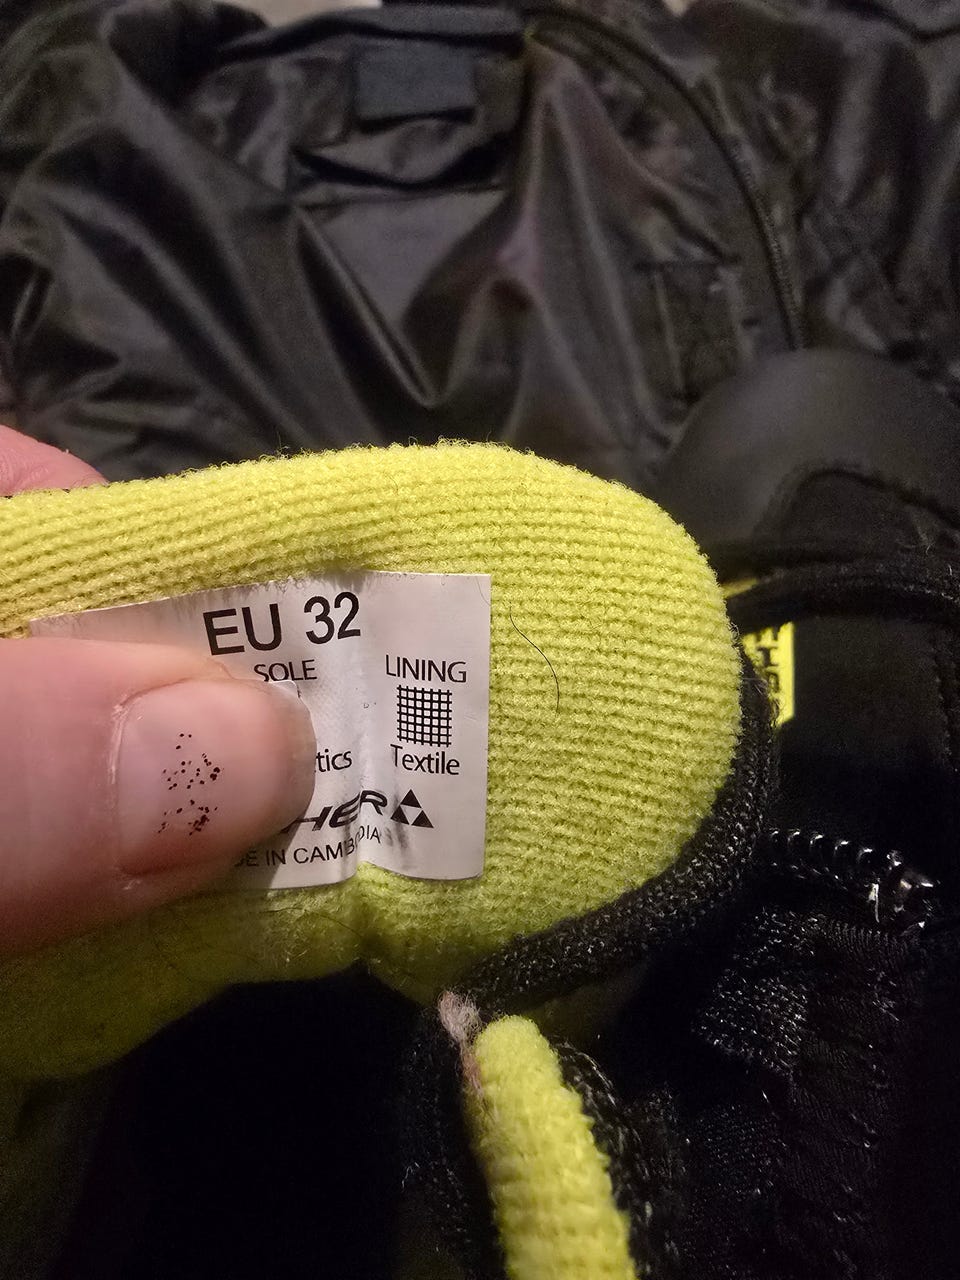 EU 32
SOLE
LINING
tics
Textile
HER
DE IN CAMBODIA